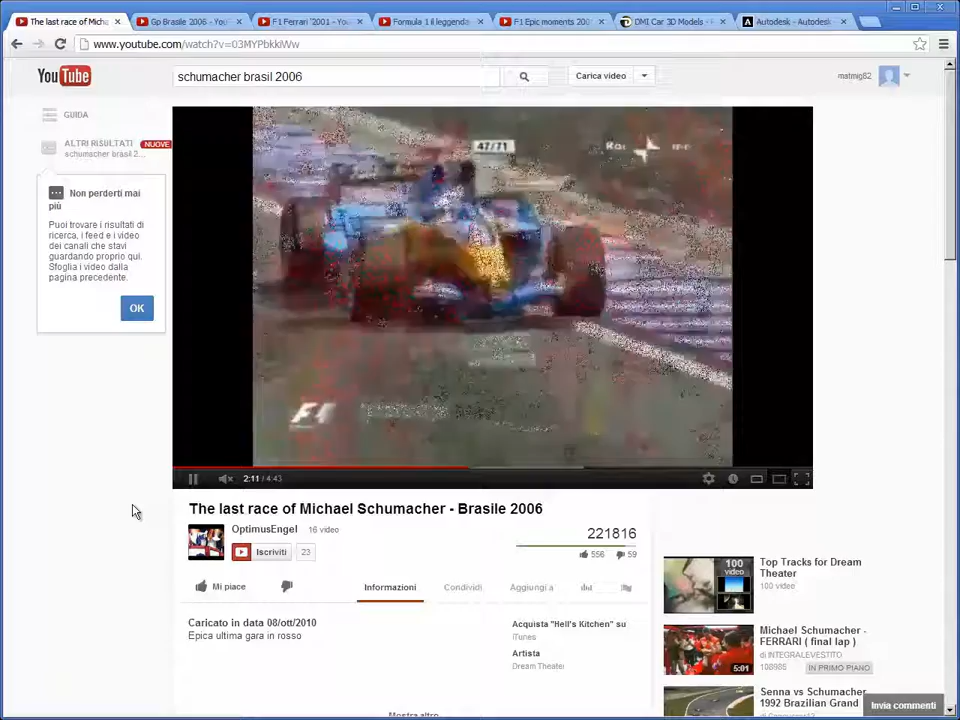 The last race of Micha
Gp Brasile 2006 - YouT
F1 Ferrari '2001 - YouTu
Formula 1 il leggenda
F1 Epic moments 200
DMI Car 3D Models - F
Autodesk - Autodesk
www.youtube.com/watch?v=03MYPbkkiWw
YouTube
schumacher brasil 2006
Carica video
matmig82
GUIDA
ALTRI RISULTATI NUOVE
schumacher brasil 2...
Non perderti mai
più
Puoi trovare i risultati di
ricerca, i feed e i video
dei canali che stavi
guardando proprio qui.
Sfoglia i video dalla
pagina precedente.
OK
47/71
Rai
F1
2:11 / 4:43
The last race of Michael Schumacher - Brasile 2006
OptimusEngel 16 video
Iscriviti 23
221816
556 59
Mi piace
Informazioni
Condividi
Aggiungi a
Caricato in data 08/ott/2010
Epica ultima gara in rosso
Acquista "Hell's Kitchen" su
iTunes
Artista
Dream Theater
Mostra altro
100
video
Top Tracks for Dream
Theater
100 video
5:01
Michael Schumacher -
FERRARI ( final lap )
di INTEGRALEVESTITO
108985 IN PRIMO PIANO
Senna vs Schumacher
1992 Brazilian Grand
Invia commenti